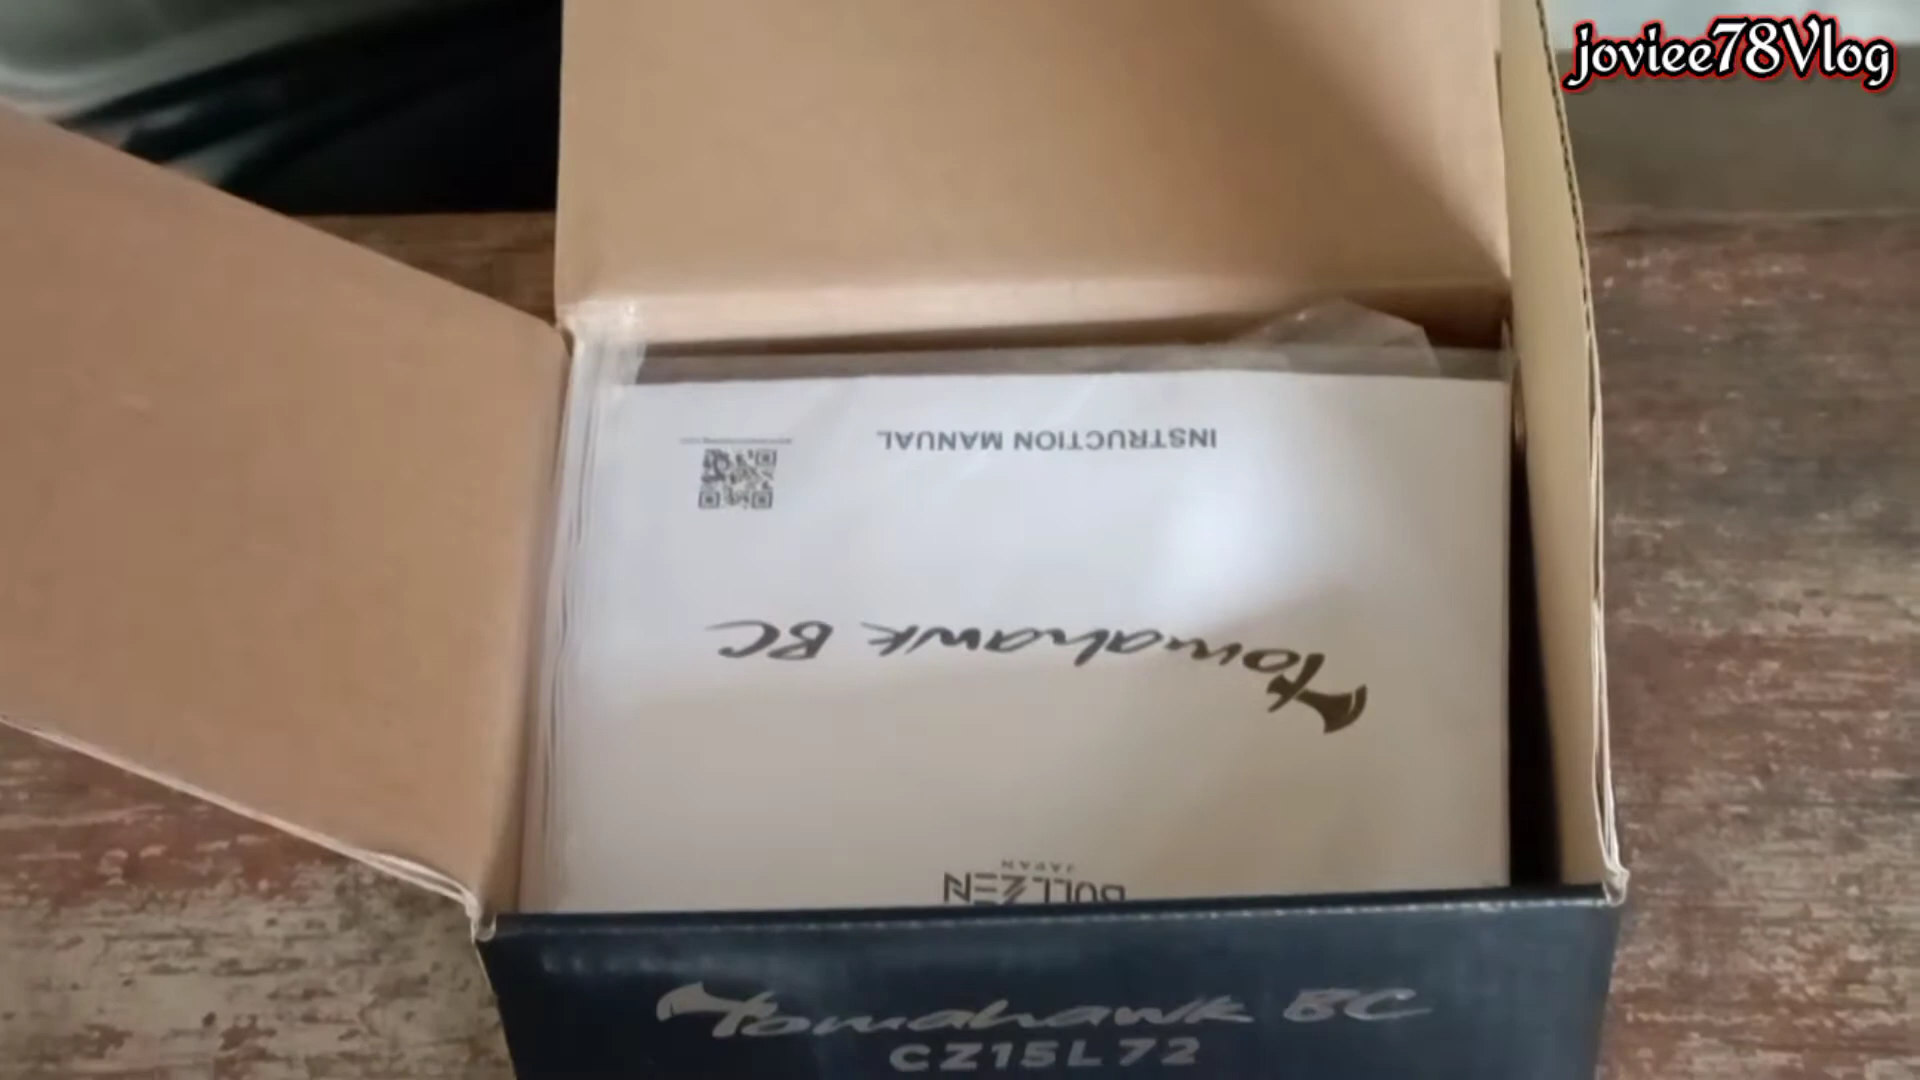 joviee78Vlog
INSTRUCTION MANUAL
Tomahawk BC
BULLZEN
JAPAN
Tomahawk BC
CZ15L72